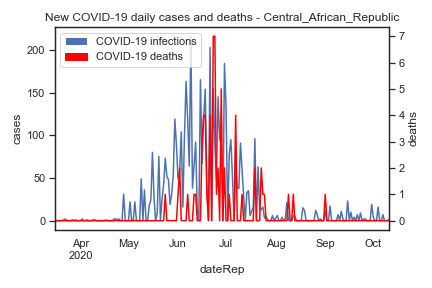 New COVID-19 daily cases and deaths - Central_African_Republic
COVID-19 infections
COVID-19 deaths
cases
200
150
100
50
0
deaths
7
6
5
4
3
2
1
0
Apr May Jun Jul Aug Sep Oct
2020
dateRep